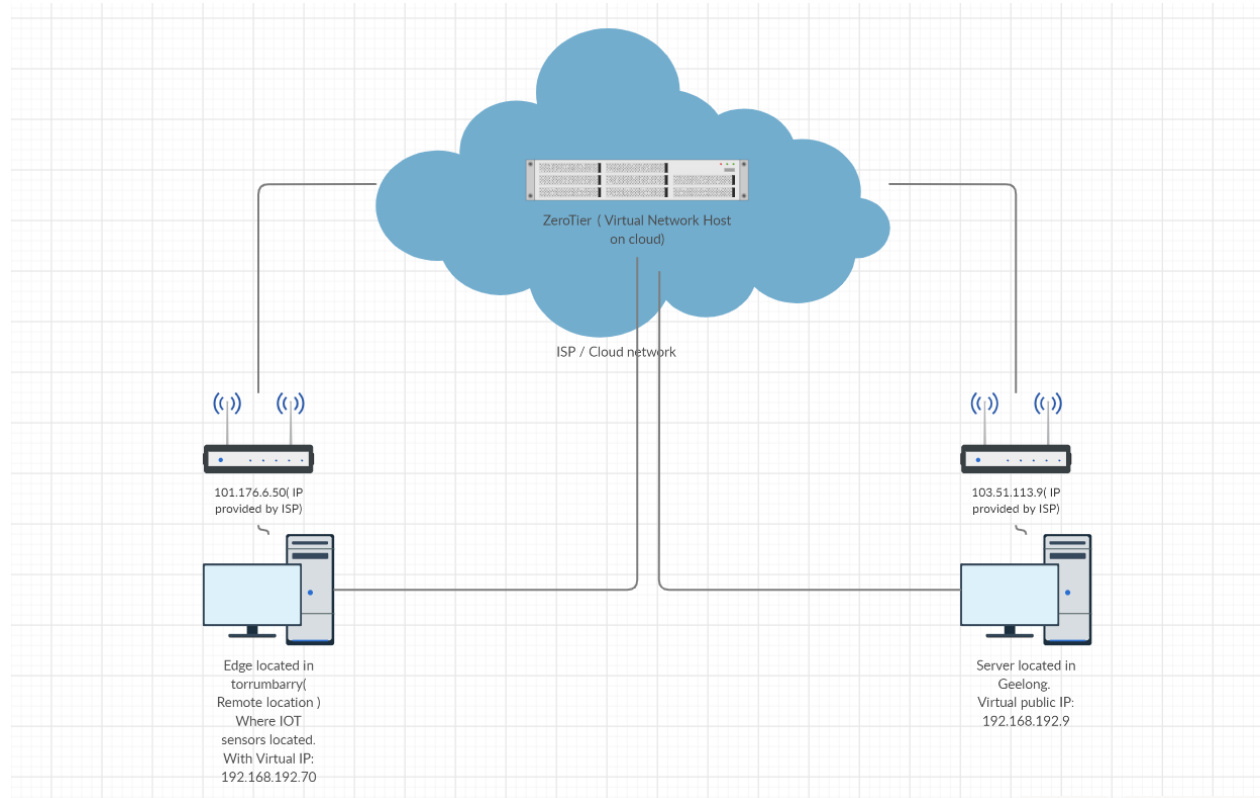 ZeroTier ( Virtual Network Host
on cloud)
ISP / Cloud network
101.176.6.50( IP
provided by ISP)
103.51.113.9( IP
provided by ISP)
Edge located in
torrumbarry(
Remote location )
Where IOT
sensors located.
With Virtual IP:
192.168.192.70
Server located in
Geelong.
Virtual public IP:
192.168.192.9